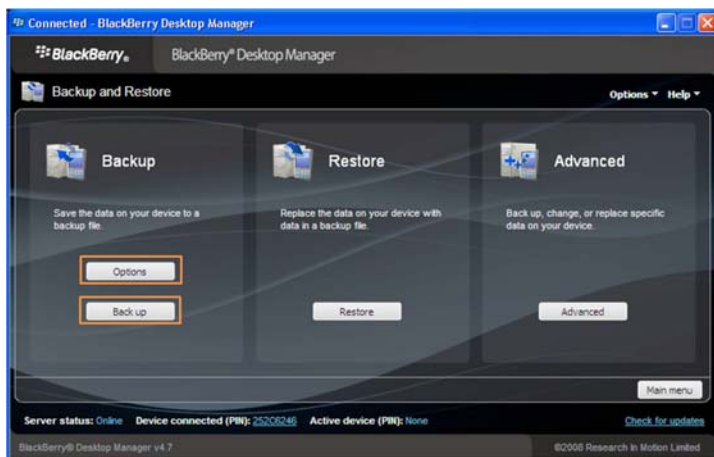 Connected - BlackBerry Desktop Manager
BlackBerry® BlackBerry® Desktop Manager
Backup and Restore Options Help
Backup
Save the data on your device to a
backup file.
Options
Back up
Restore
Replace the data on your device with
data in a backup file.
Restore
Advanced
Back up, change, or replace specific
data on your device.
Advanced
Main menu
Server status: Online Device connected (PIN): 25206246 Active device (PIN): None Check for updates
BlackBerry® Desktop Manager v4.7 ©2008 Research In Motion Limited